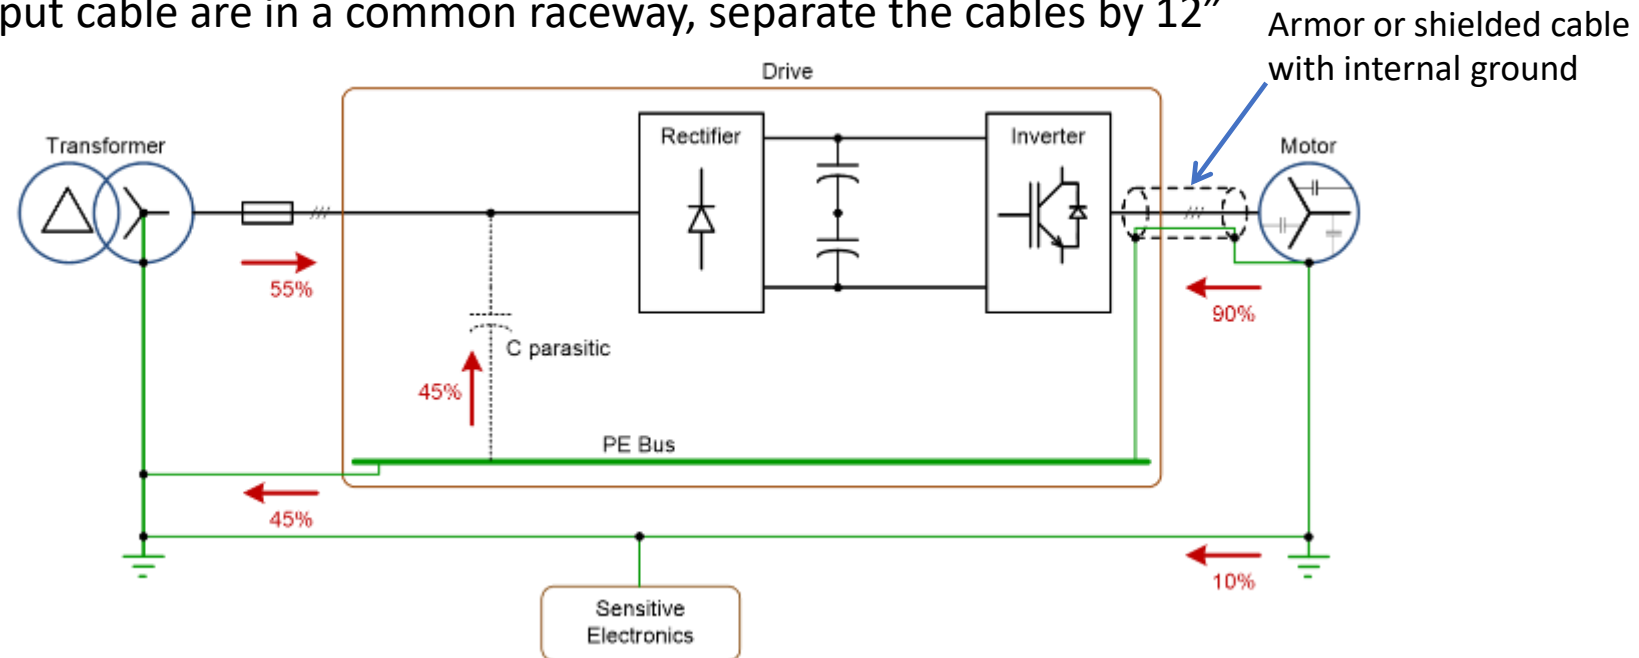 put cable are in a common raceway, separate the cables by 12”
Armor or shielded cable
with internal ground
Drive
Transformer
Rectifier
Inverter
Motor
55%
90%
C parasitic
45%
PE Bus
45%
10%
Sensitive
Electronics